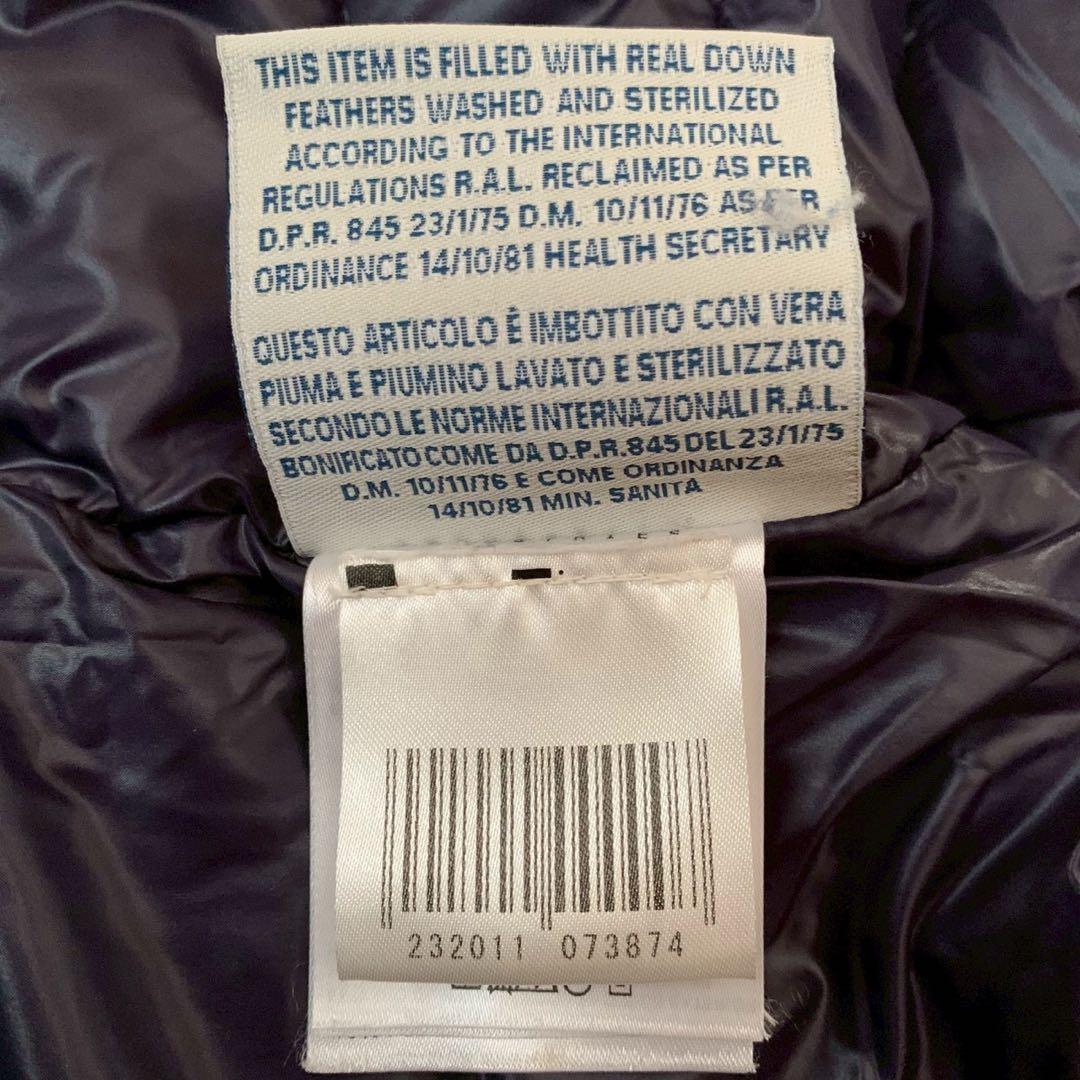 THIS ITEM IS FILLED WITH REAL DOWN
FEATHERS WASHED AND STERILIZED
ACCORDING TO THE INTERNATIONAL
REGULATIONS R.A.L. RECLAIMED AS PER
D.P.R. 845 23/1/75 D.M. 10/11/76 AS PER
ORDINANCE 14/10/81 HEALTH SECRETARY
QUESTO ARTICOLO É IMBOTTITO CON VERA
PIUMA E PIUMINO LAVATO E STERILIZZATO
SECONDO LE NORME INTERNAZIONALI R.A.L.
BONIFICATO COME DA D.P.R. 845 DEL 23/1/75
D.M. 10/11/76 E COME ORDINANZA
14/10/81 MIN. SANITA
232011 073874